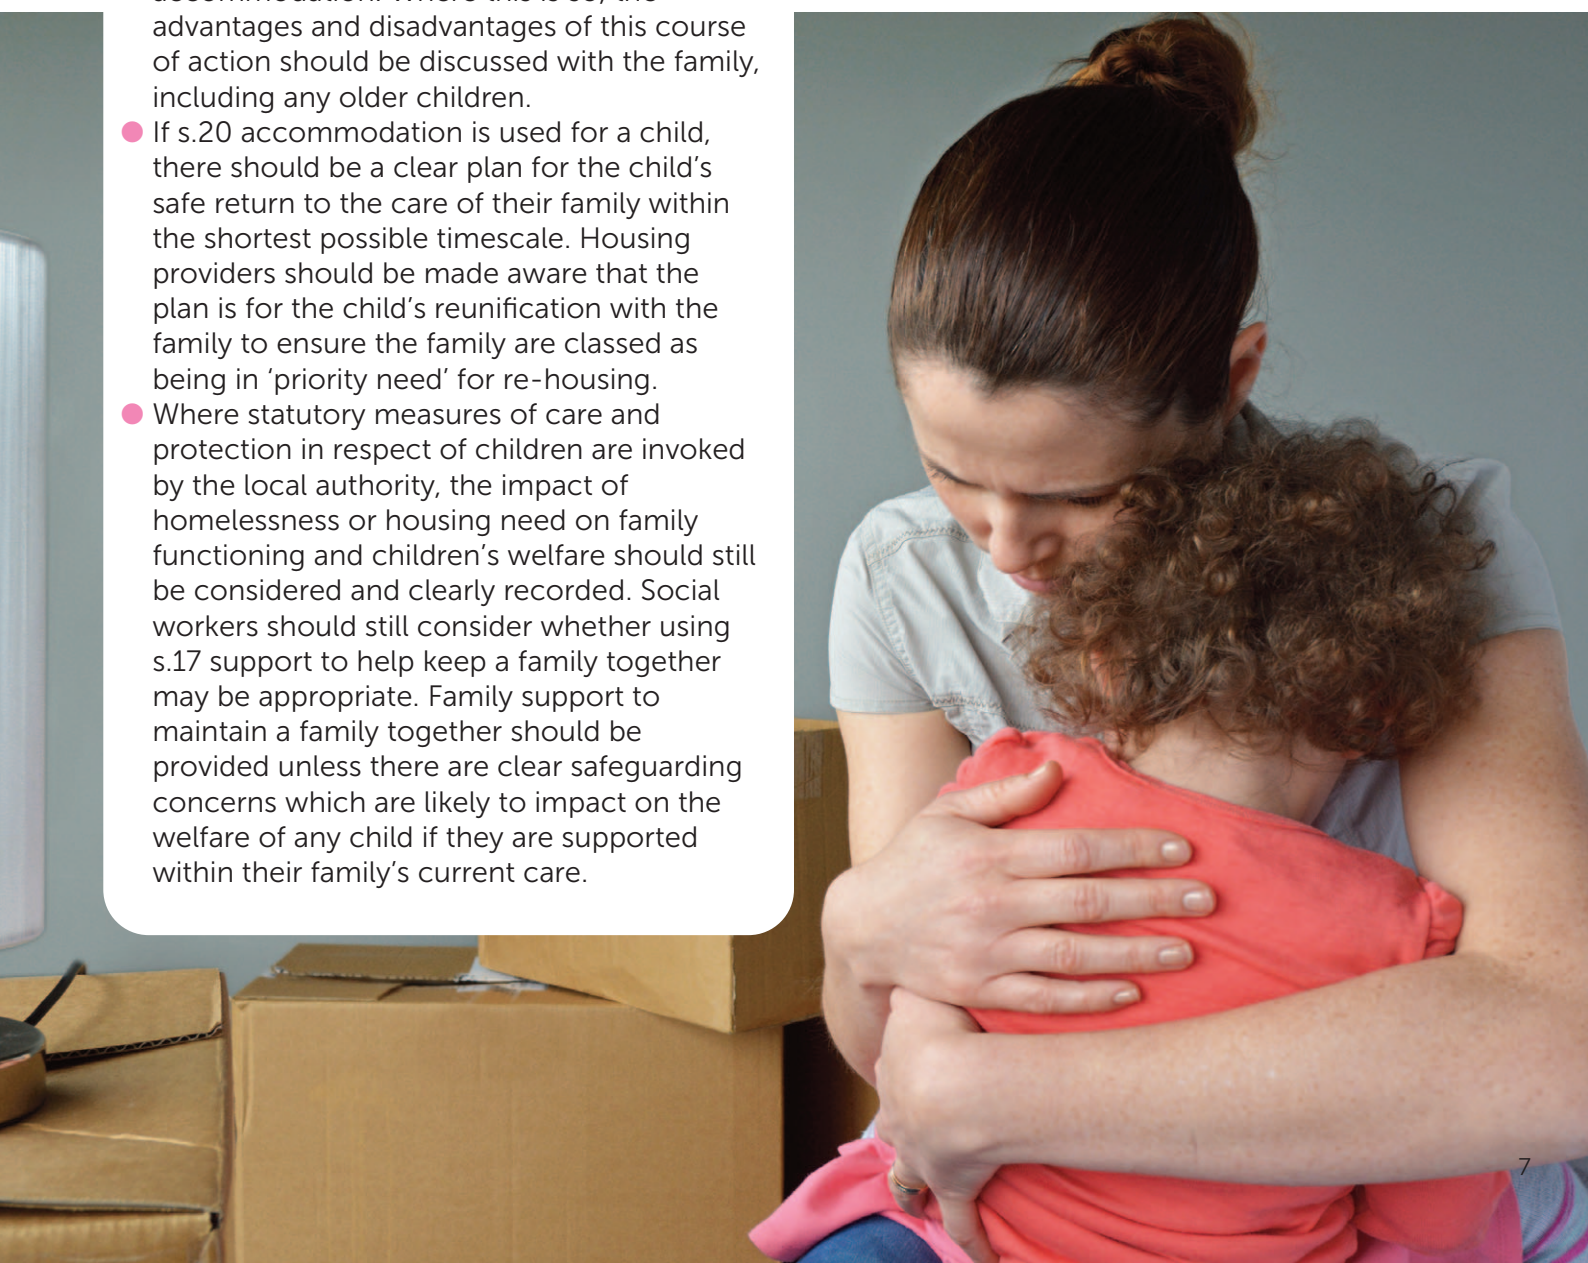 accommodation. Where this is so, the
advantages and disadvantages of this course
of action should be discussed with the family,
including any older children.
● If s.20 accommodation is used for a child,
there should be a clear plan for the child’s
safe return to the care of their family within
the shortest possible timescale. Housing
providers should be made aware that the
plan is for the child’s reunification with the
family to ensure the family are classed as
being in ‘priority need’ for re-housing.
● Where statutory measures of care and
protection in respect of children are invoked
by the local authority, the impact of
homelessness or housing need on family
functioning and children’s welfare should still
be considered and clearly recorded. Social
workers should still consider whether using
s.17 support to help keep a family together
may be appropriate. Family support to
maintain a family together should be
provided unless there are clear safeguarding
concerns which are likely to impact on the
welfare of any child if they are supported
within their family’s current care.
7